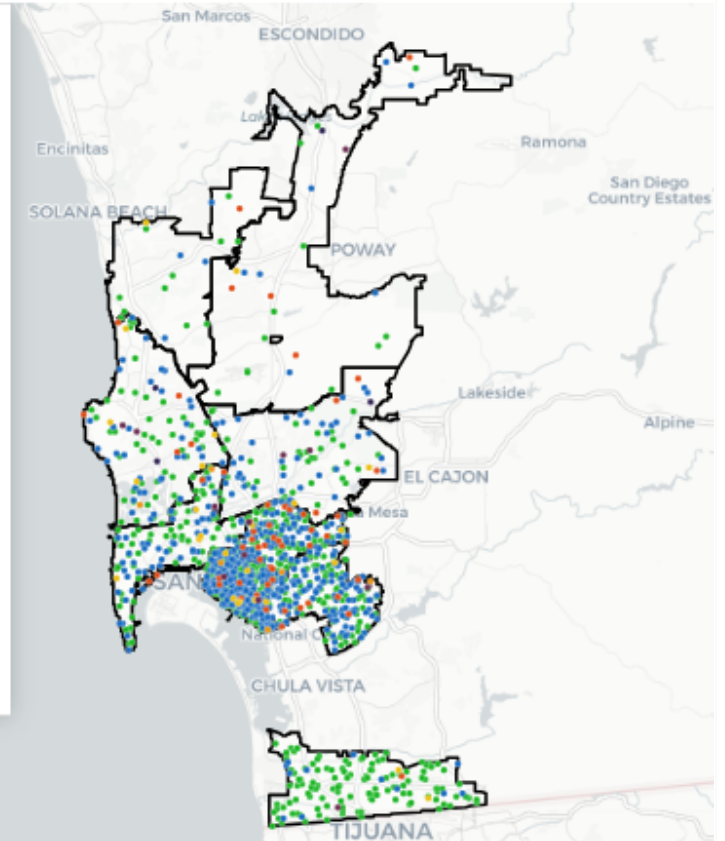 San Marcos
ESCONDIDO
Encinitas
Ramona
San Diego
Country Estates
SOLANA BEACH
POWAY
Lakeside
Alpine
EL CAJON
Mesa
SAN
National
CHULA VISTA
TIJUANA